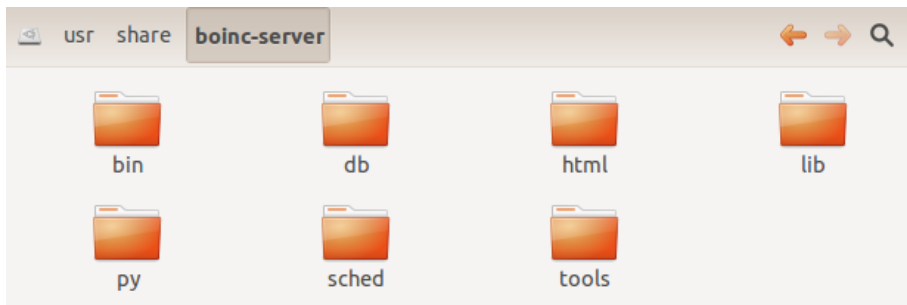 usr share boinc-server
bin db html lib
py sched tools